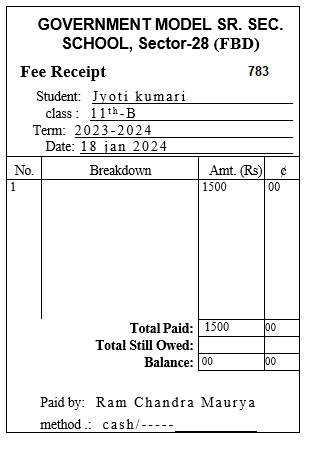 GOVERNMENT MODEL SR. SEC.
SCHOOL, Sector-28 (FBD)
Fee Receipt 783
Student: Jyoti kumari
class : 11th-B
Term: 2023-2024
Date: 18 jan 2024
No. Breakdown Amt. (Rs) ¢
1 1500 00
Total Paid: 1500 00
Total Still Owed:
Balance: 00 00
Paid by: Ram Chandra Maurya
method .: cash/-----